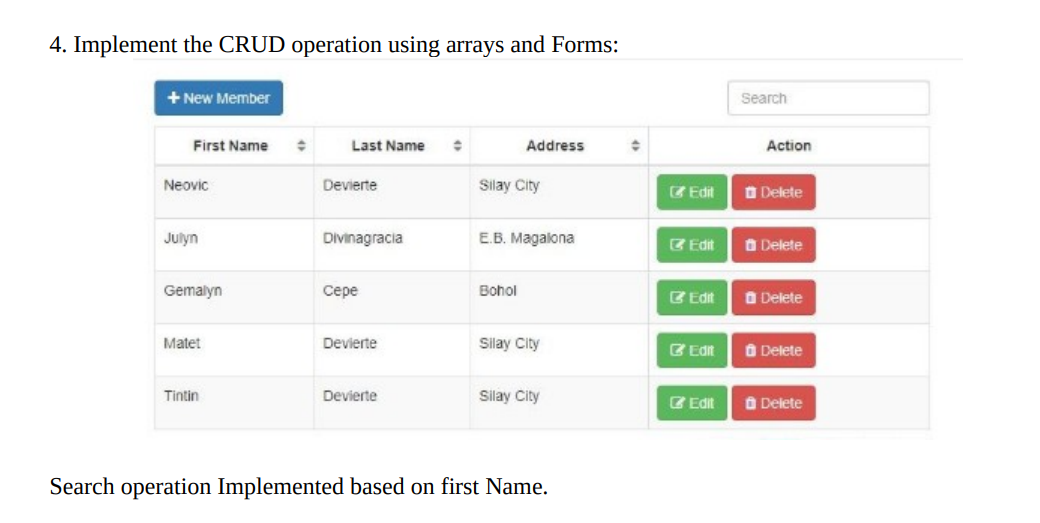 4. Implement the CRUD operation using arrays and Forms:
New Member
Search
First Name Last Name Address Action
Neovic Devierte Silay City Edit Delete
Julyn Divinagracia E.B. Magalona Edit Delete
Gemalyn Cepe Bohol Edit Delete
Matet Devierte Silay City Edit Delete
Tintin Devierte Silay City Edit Delete
Search operation Implemented based on first Name.